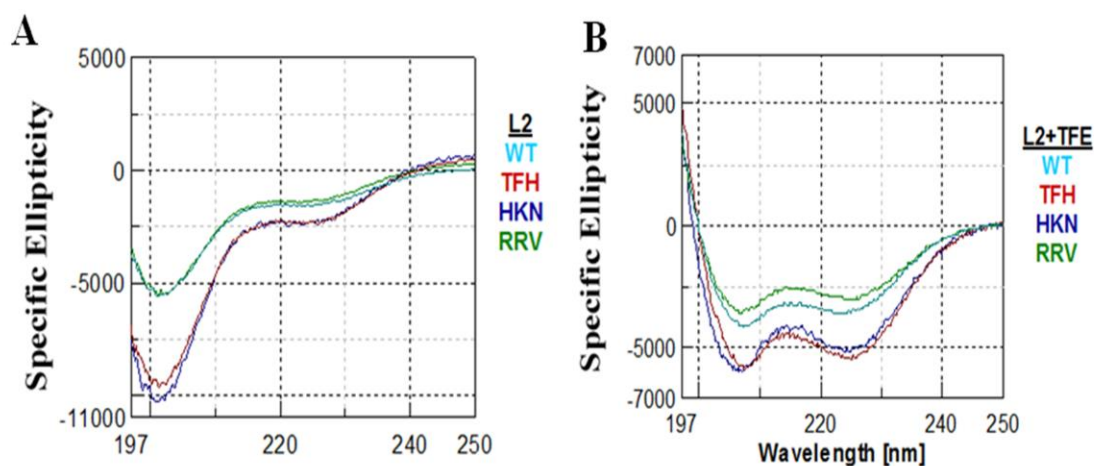 A
B
Specific Ellipticity
5000
0
-5000
-11000
197
220
240
250
L2
WT
TFH
HKN
RRV
Specific Ellipticity
7000
5000
0
-5000
-7000
197
220
240
250
Wavelength [nm]
L2+TFE
WT
TFH
HKN
RRV